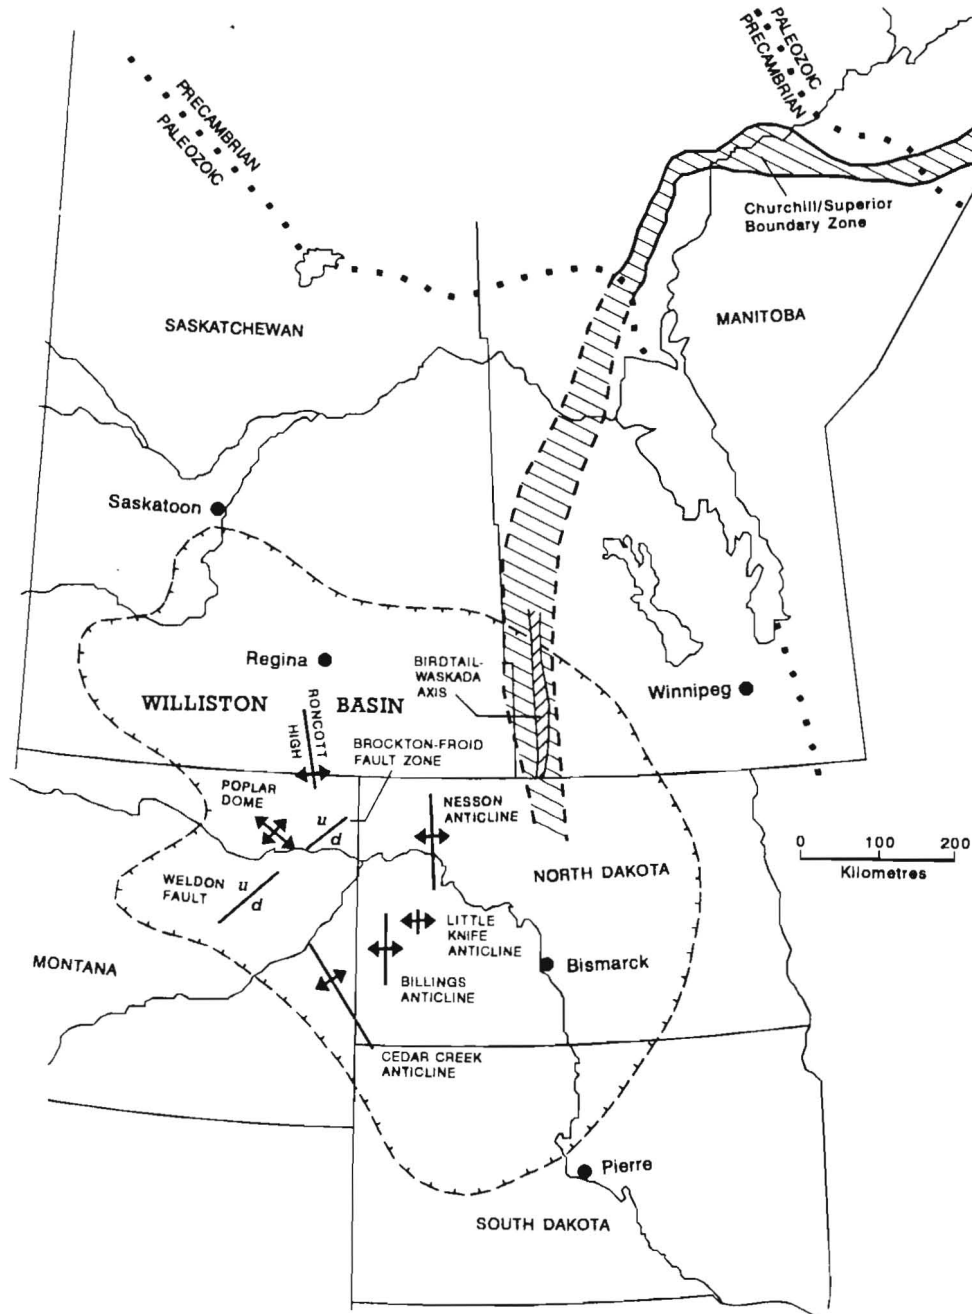 PALEOZOIC
PRECAMBRIAN
PRECAMBRIAN
PALEOZOIC
Churchill/Superior
Boundary Zone
SASKATCHEWAN
MANITOBA
Saskatoon
Regina
BIRDTAIL-
WASKADA
AXIS
Winnipeg
WILLISTON BASIN
RONCOTT
HIGH
BROCKTON-FROID
FAULT ZONE
POPLAR
DOME
NESSON
ANTICLINE
u
d
0 100 200
Kilometres
WELDON
FAULT
u
d
NORTH DAKOTA
LITTLE
KNIFE
ANTICLINE
MONTANA
Bismarck
BILLINGS
ANTICLINE
CEDAR CREEK
ANTICLINE
Pierre
SOUTH DAKOTA